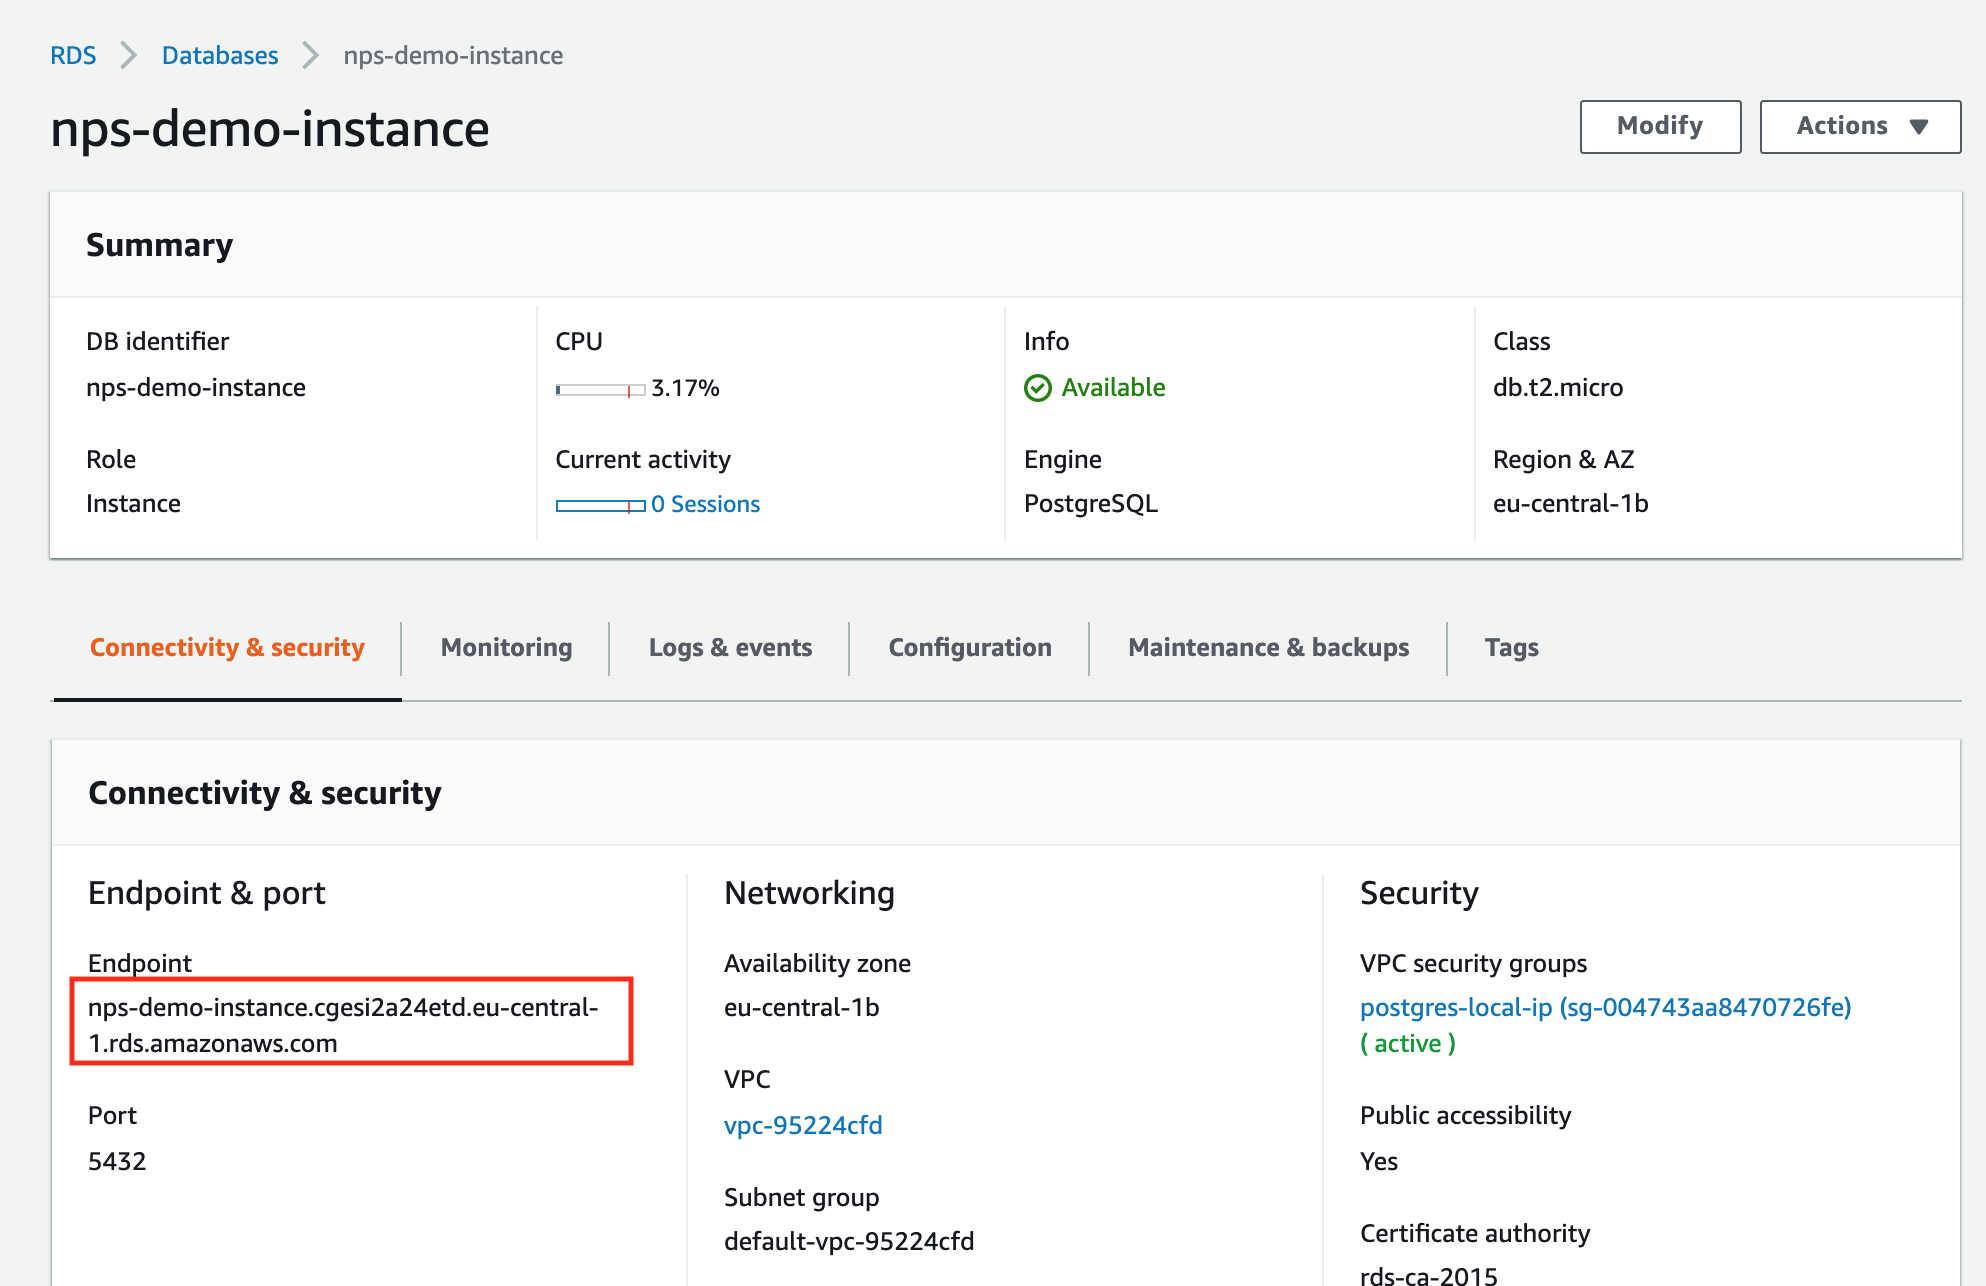 RDS > Databases > nps-demo-instance
nps-demo-instance
Modify
Actions
Summary
DB identifier
nps-demo-instance
CPU
3.17%
Info
Available
Class
db.t2.micro
Role
Instance
Current activity
0 Sessions
Engine
PostgreSQL
Region & AZ
eu-central-1b
Connectivity & security
Monitoring
Logs & events
Configuration
Maintenance & backups
Tags
Connectivity & security
Endpoint & port
Endpoint
nps-demo-instance.cgesi2a24etd.eu-central-
1.rds.amazonaws.com
Port
5432
Networking
Availability zone
eu-central-1b
VPC
vpc-95224cfd
Subnet group
default-vpc-95224cfd
Security
VPC security groups
postgres-local-ip (sg-004743aa8470726fe)
( active )
Public accessibility
Yes
Certificate authority
rds-ca-2015